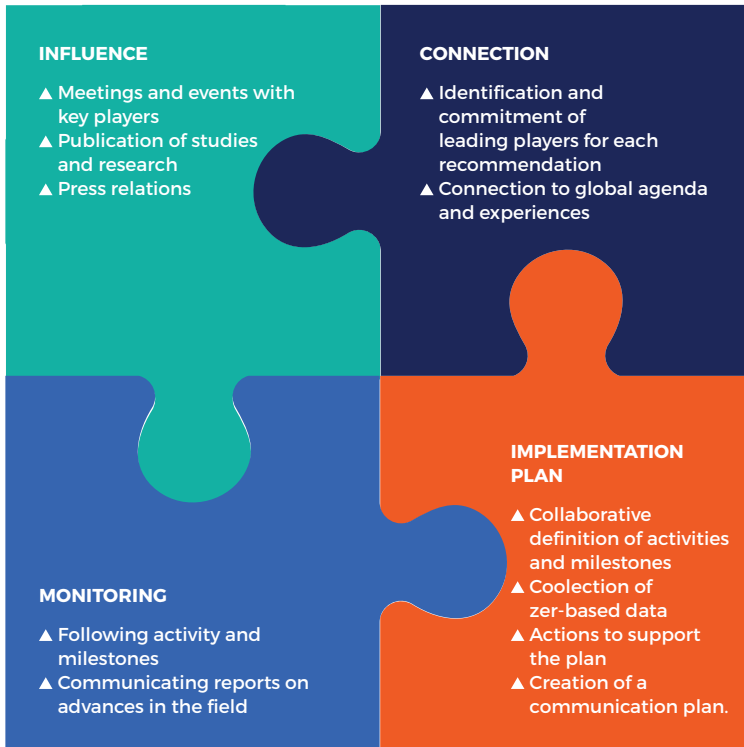 INFLUENCE
▲ Meetings and events with
key players
▲ Publication of studies
and research
▲ Press relations
CONNECTION
▲ Identification and
commitment of
leading players for each
recommendation
▲ Connection to global agenda
and experiences
MONITORING
▲ Following activity and
milestones
▲ Communicating reports on
advances in the field
IMPLEMENTATION
PLAN
▲ Collaborative
definition of activities
and milestones
▲ Coolection of
zer-based data
▲ Actions to support
the plan
▲ Creation of a
communication plan.